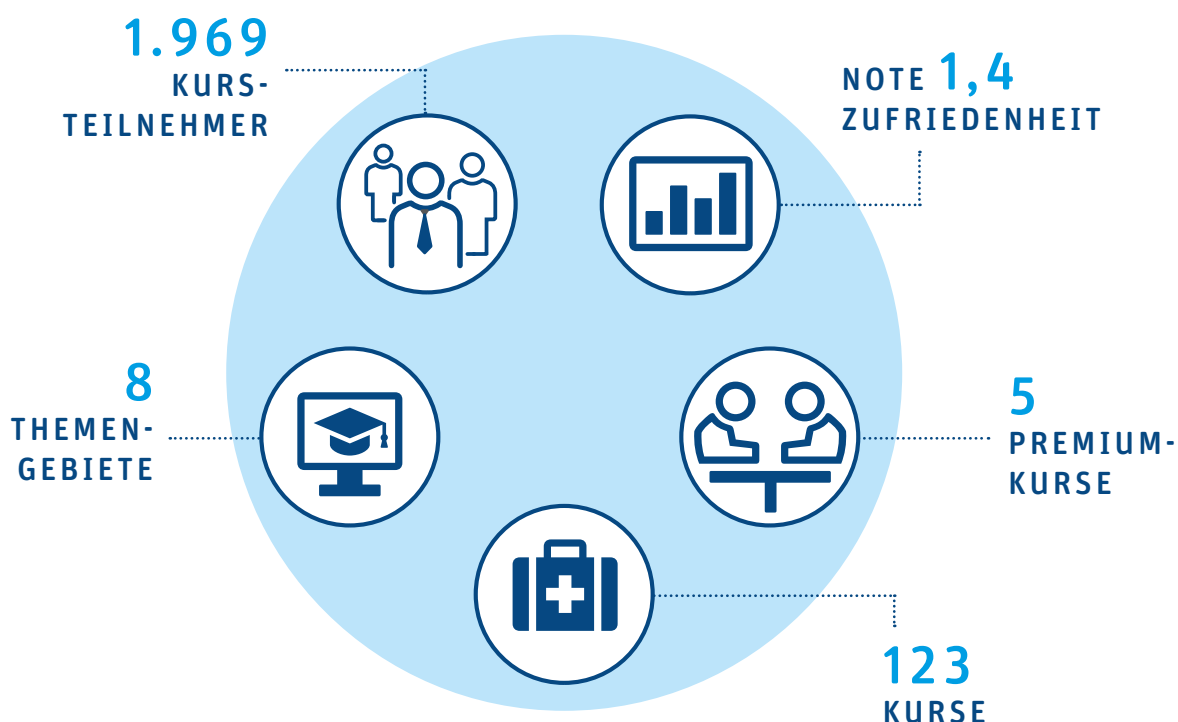 1.969
KURS-
TEILNEHMER
NOTE 1,4
ZUFRIEDENHEIT
8
THEMEN-
GEBIETE
5
PREMIUM-
KURSE
123
KURSE